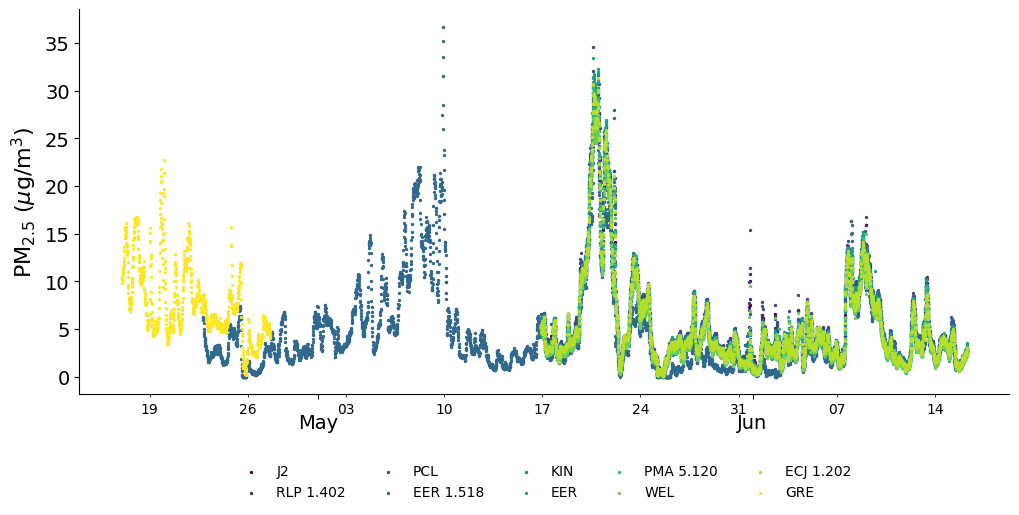 35
30
25
20
15
10
5
0
PM2.5 (μg/m³)
19 26 03 10 17 24 31 07 14
May Jun
J2 PCL KIN PMA 5.120 ECJ 1.202
RLP 1.402 EER 1.518 EER WEL GRE